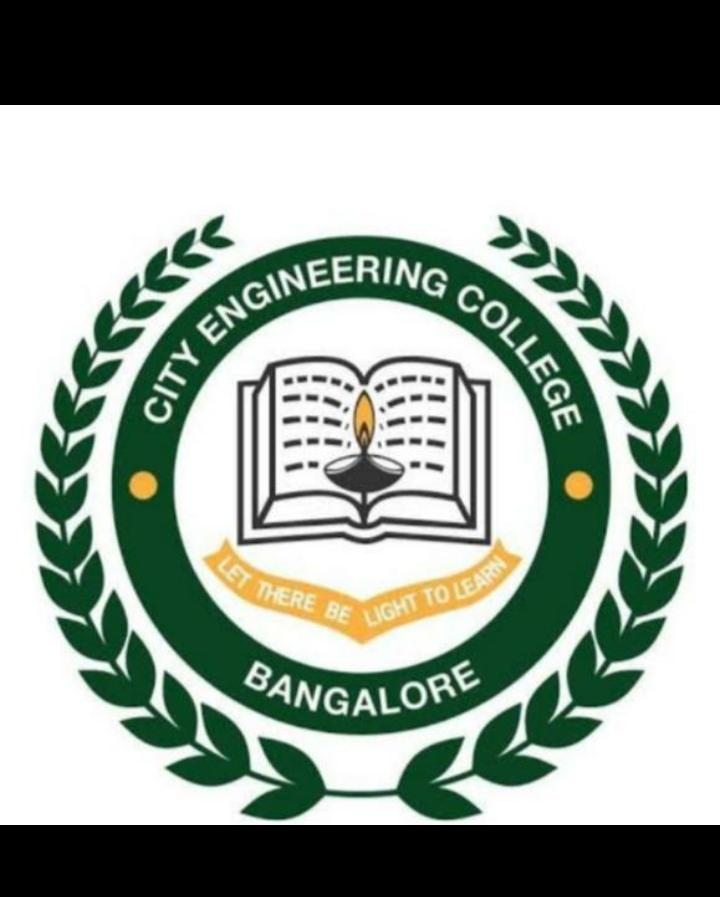 CITY ENGINEERING COLLEGE
LET THERE BE LIGHT TO LEARN
BANGALORE